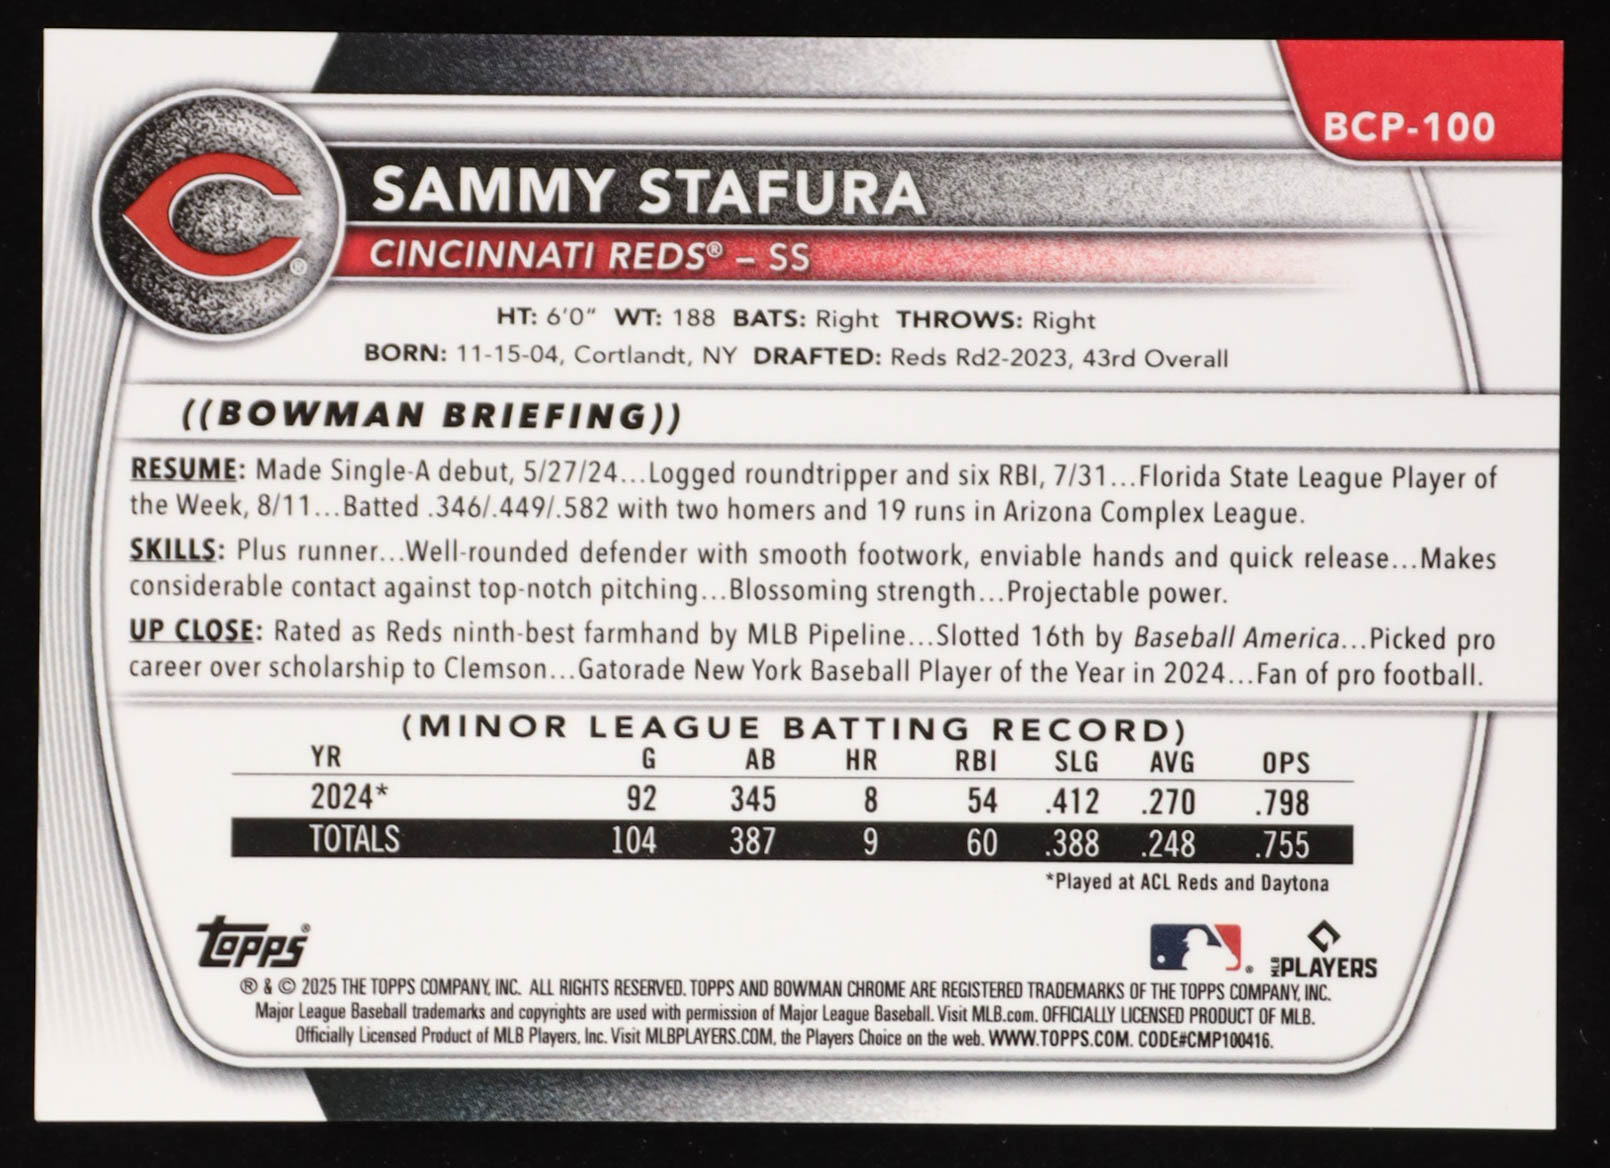 BCP-100
SAMMY STAFURA
CINCINNATI REDS® – SS
HT: 6'0" WT: 188 BATS: Right THROWS: Right
BORN: 11-15-04, Cortlandt, NY DRAFTED: Reds Rd2-2023, 43rd Overall
((BOWMAN BRIEFING))
RESUME: Made Single-A debut, 5/27/24...Logged roundtripper and six RBI, 7/31...Florida State League Player of
the Week, 8/11...Batted .346/.449/.582 with two homers and 19 runs in Arizona Complex League.
SKILLS: Plus runner...Well-rounded defender with smooth footwork, enviable hands and quick release...Makes
considerable contact against top-notch pitching...Blossoming strength...Projectable power.
UP CLOSE: Rated as Reds ninth-best farmhand by MLB Pipeline...Slotted 16th by Baseball America...Picked pro
career over scholarship to Clemson...Gatorade New York Baseball Player of the Year in 2024...Fan of pro football.
(MINOR LEAGUE BATTING RECORD)
YR G AB HR RBI SLG AVG OPS
2024* 92 345 8 54 .412 .270 .798
TOTALS 104 387 9 60 .388 .248 .755
*Played at ACL Reds and Daytona
Topps®
MLB PLAYERS
® & © 2025 THE TOPPS COMPANY, INC. ALL RIGHTS RESERVED. TOPPS AND BOWMAN CHROME ARE REGISTERED TRADEMARKS OF THE TOPPS COMPANY, INC.
Major League Baseball trademarks and copyrights are used with permission of Major League Baseball. Visit MLB.com. OFFICIALLY LICENSED PRODUCT OF MLB.
Officially Licensed Product of MLB Players, Inc. Visit MLBPLAYERS.COM, the Players Choice on the web. WWW.TOPPS.COM. CODE#CMP100416.